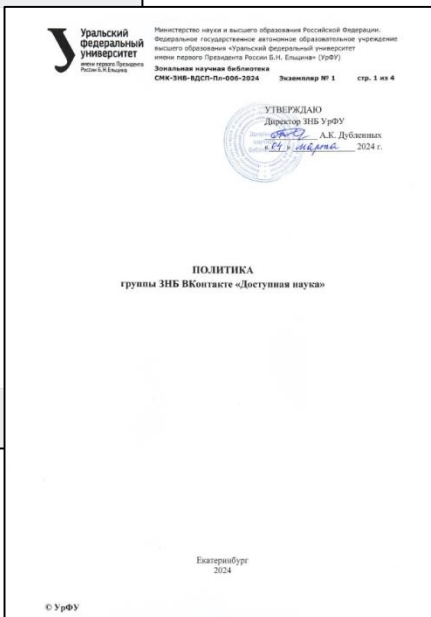 Уральский
федеральный
университет
имени первого Президента
России Б.Н. Ельцина
Министерство науки и высшего образования Российской Федерации.
Федеральное государственное автономное образовательное учреждение
высшего образования «Уральский федеральный университет
имени первого Президента России Б.Н. Ельцина» (УрФУ)
Зональная научная библиотека
СМК-ЗНБ-ВДСП-Пл-006-2024 Экземпляр № 1 стр. 1 из 4
УТВЕРЖДАЮ
Директор ЗНБ УрФУ
А.К. Дубленных
« 04 » марта 2024 г.
ПОЛИТИКА
группы ЗНБ ВКонтакте «Доступная наука»
Екатеринбург
2024
© УрФУ